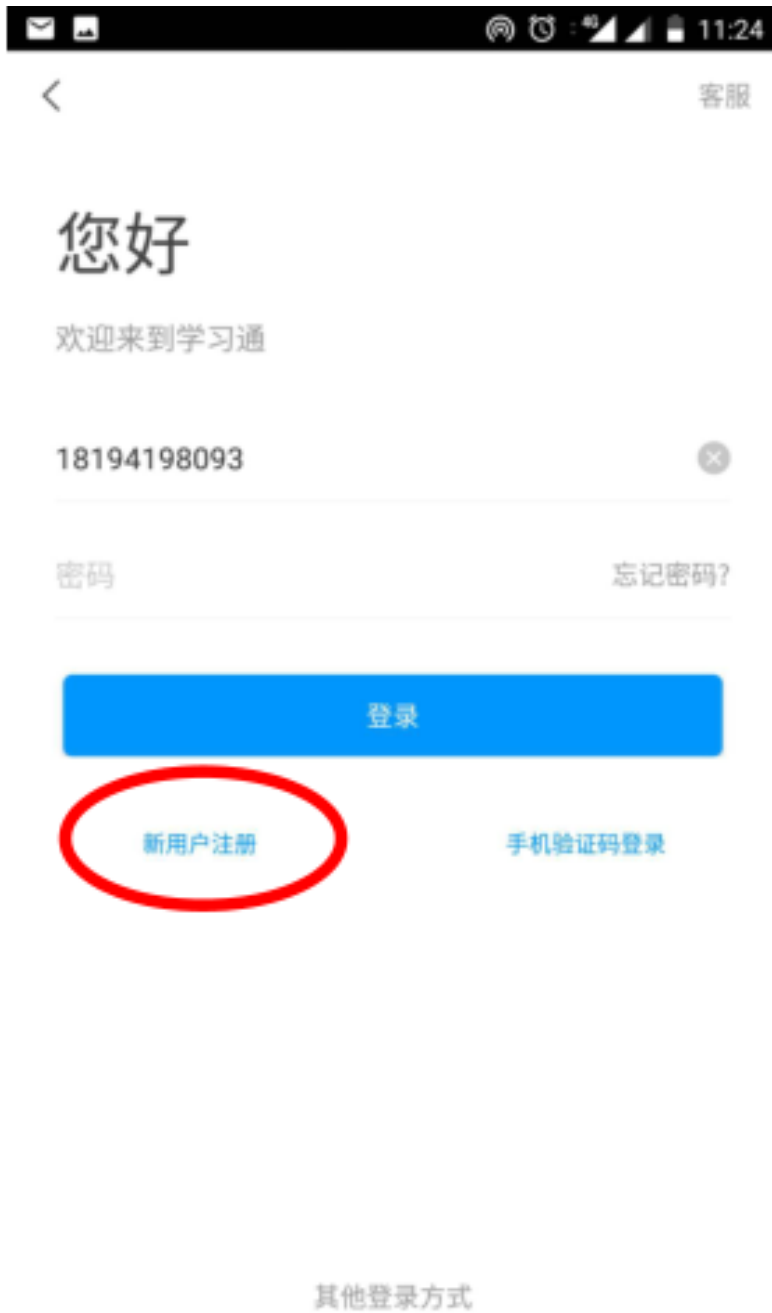 4G 11:24
客服
您好
欢迎来到学习通
18194198093
密码 忘记密码?
登录
新用户注册 手机验证码登录
其他登录方式